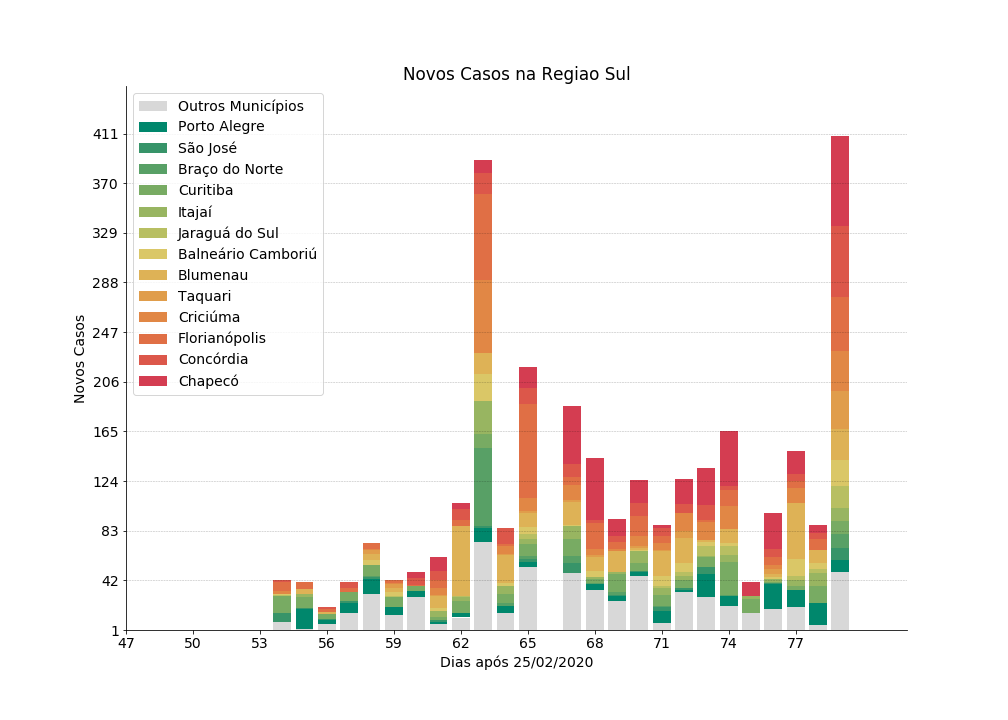 Novos Casos na Regiao Sul
Novos Casos
411
370
329
288
247
206
165
124
83
42
1
Outros Municípios
Porto Alegre
São José
Braço do Norte
Curitiba
Itajaí
Jaraguá do Sul
Balneário Camboriú
Blumenau
Taquari
Criciúma
Florianópolis
Concórdia
Chapecó
47 50 53 56 59 62 65 68 71 74 77
Dias após 25/02/2020